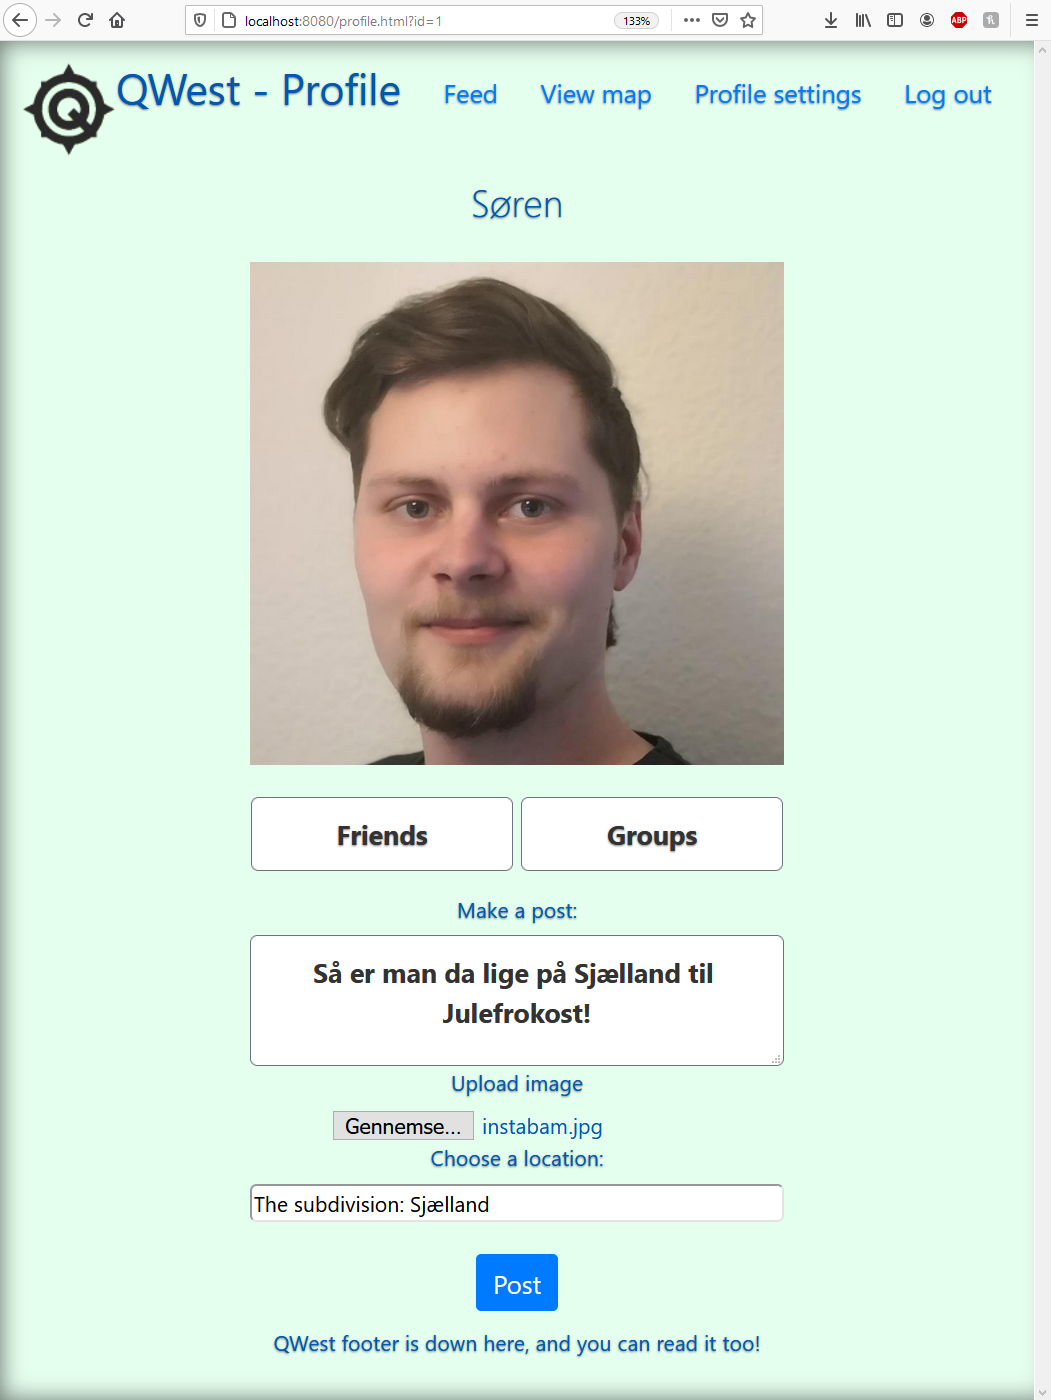 localhost:8080/profile.html?id=1
133%
ABP
Q
QWest - Profile
Feed
View map
Profile settings
Log out
Søren
Friends
Groups
Make a post:
Så er man da lige på Sjælland til
Julefrokost!
Upload image
Gennemse...
instabam.jpg
Choose a location:
The subdivision: Sjælland
Post
QWest footer is down here, and you can read it too!